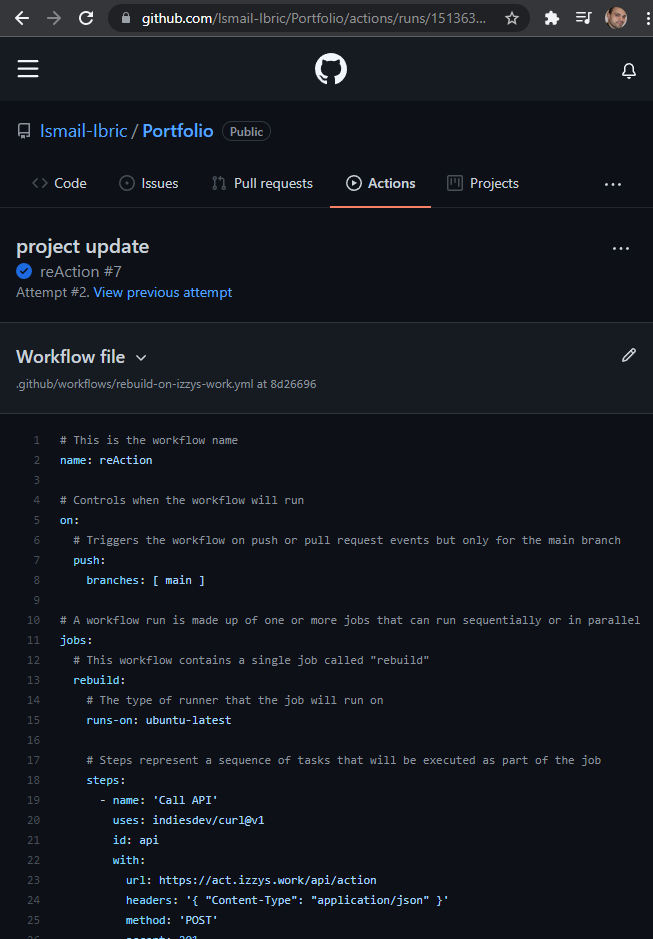 github.com/Ismail-Ibric/Portfolio/actions/runs/151363...
Ismail-Ibric / Portfolio Public
Code Issues Pull requests Actions Projects ...
project update
reAction #7
Attempt #2. View previous attempt
Workflow file
.github/workflows/rebuild-on-izzys-work.yml at 8d26696
1 # This is the workflow name
2 name: reAction
3
4 # Controls when the workflow will run
5 on:
6 # Triggers the workflow on push or pull request events but only for the main branch
7 push:
8 branches: [ main ]
9
10 # A workflow run is made up of one or more jobs that can run sequentially or in parallel
11 jobs:
12 # This workflow contains a single job called "rebuild"
13 rebuild:
14 # The type of runner that the job will run on
15 runs-on: ubuntu-latest
16
17 # Steps represent a sequence of tasks that will be executed as part of the job
18 steps:
19 - name: 'Call API'
20 uses: indiesdev/curl@v1
21 id: api
22 with:
23 url: https://act.izzys.work/api/action
24 headers: '{ "Content-Type": "application/json" }'
25 method: 'POST'
26 accept: 201